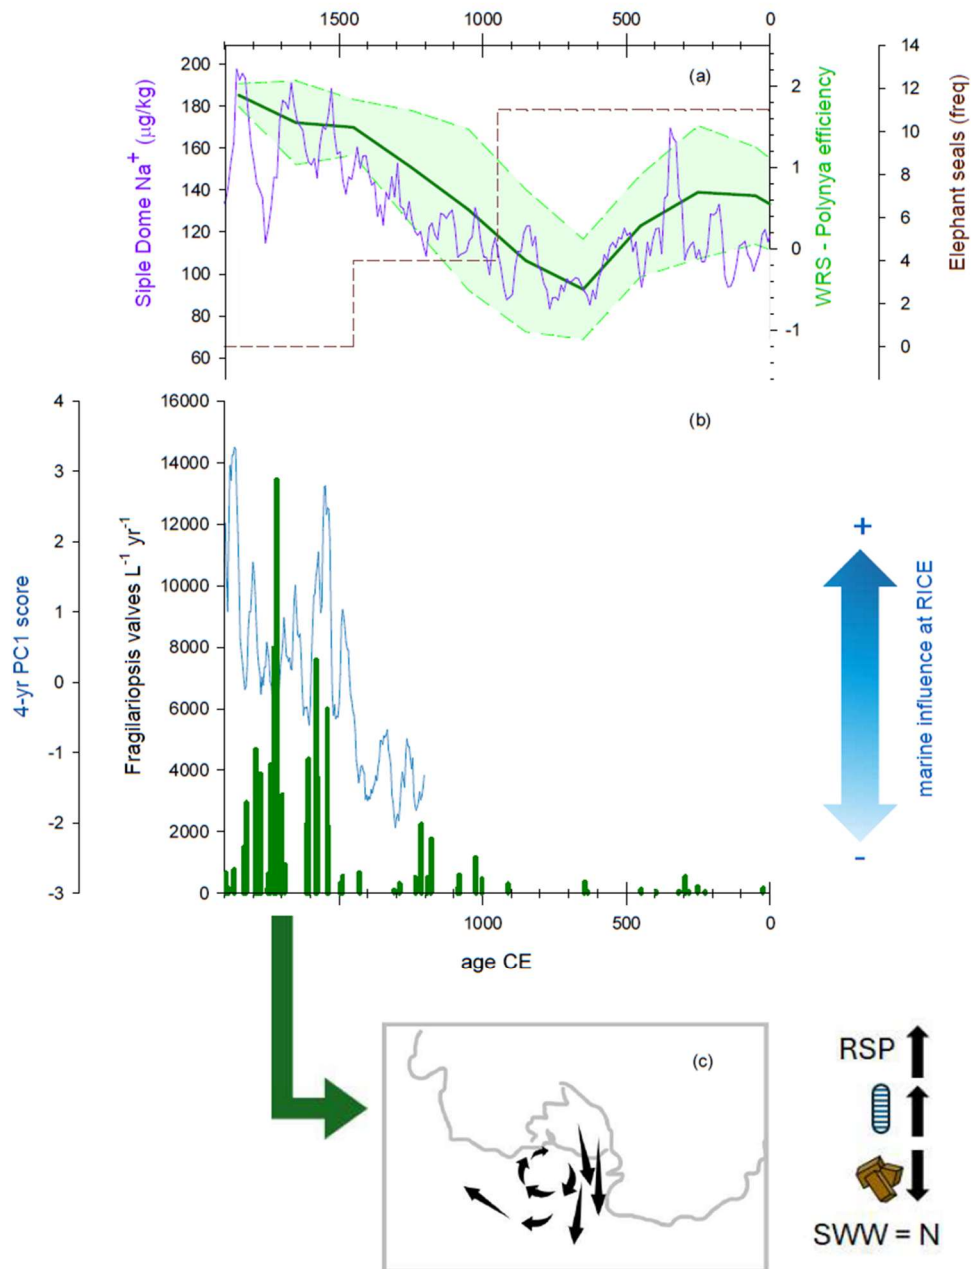 1500 1000 500 0
(a)
200
180
160
140
120
100
80
60
Siple Dome Na+ (µg/kg)
2
1
0
-1
WRS - Polynya efficiency
14
12
10
8
6
4
2
0
Elephant seals (freq)
(b)
4
3
2
1
0
-1
-2
-3
4-yr PC1 score
16000
14000
12000
10000
8000
6000
4000
2000
0
Fragilariopsis valves L-1 yr-1
+
marine influence at RICE
-
1500 1000 500 0
age CE
(c)
RSP
SWW = N